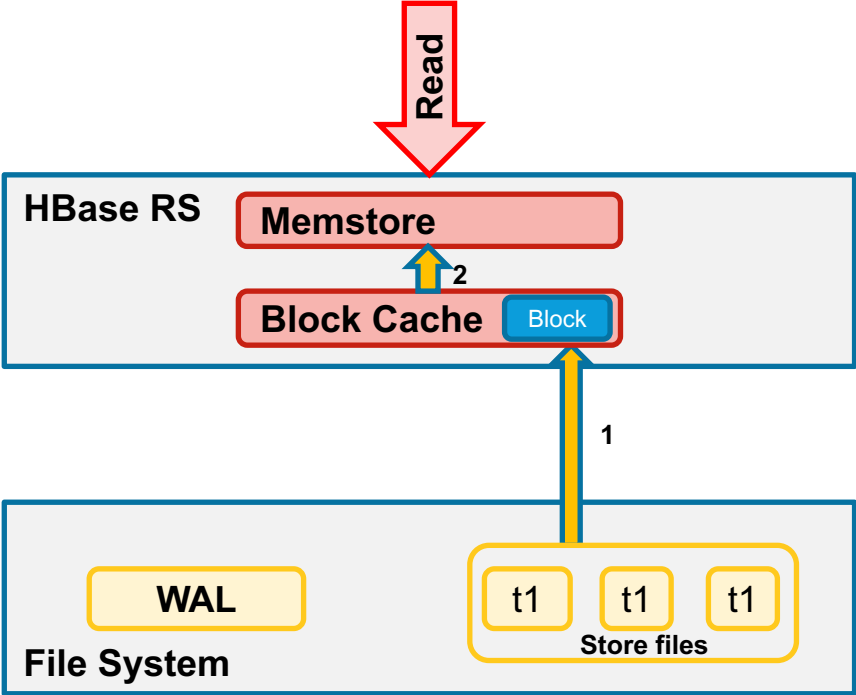 Read
HBase RS
Memstore
2
Block Cache
Block
1
WAL
t1
t1
t1
Store files
File System